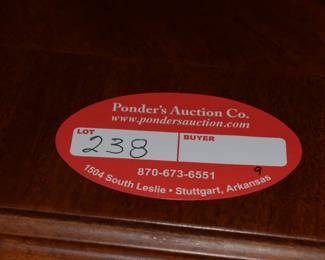 Ponder's Auction Co.
www.pondersauction.com
LOT BUYER
238
870-673-6551
1504 South Leslie • Stuttgart, Arkansas
9